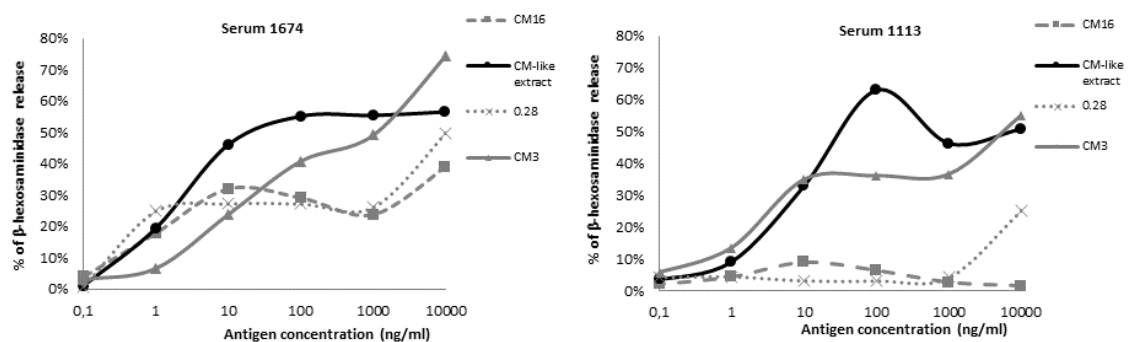 Serum 1674
% of β-hexosaminidase release
80%
70%
60%
50%
40%
30%
20%
10%
0%
0,1 1 10 100 1000 10000
Antigen concentration (ng/ml)
CM16
CM-like
extract
0.28
CM3
Serum 1113
% of β-hexosaminidase release
80%
70%
60%
50%
40%
30%
20%
10%
0%
0,1 1 10 100 1000 10000
Antigen concentration (ng/ml)
CM16
CM-like
extract
0.28
CM3